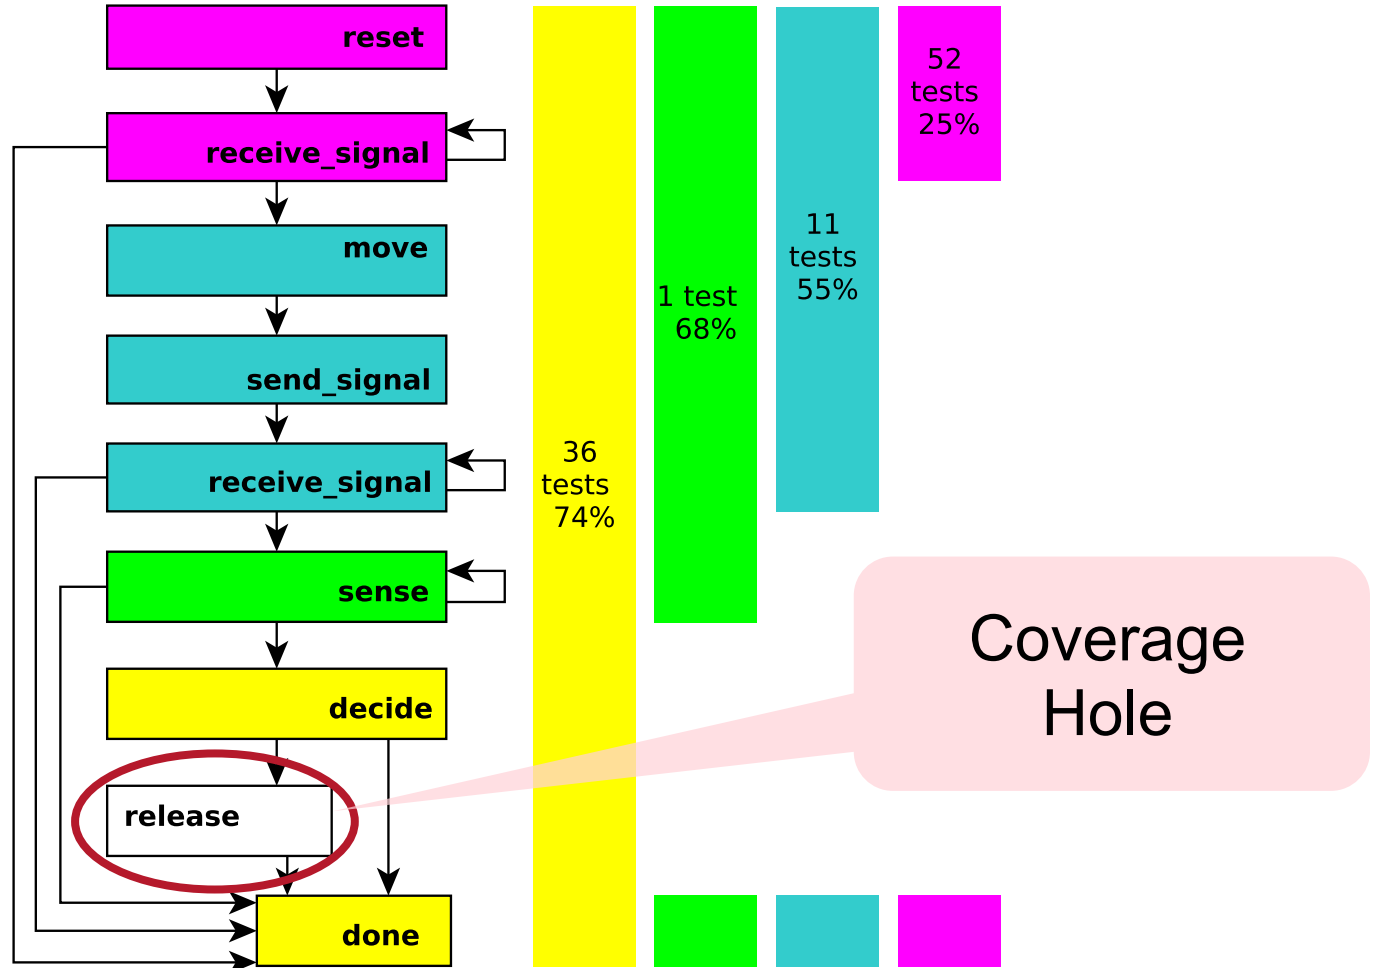 reset
receive_signal
move
send_signal
receive_signal
sense
decide
release
done
36
tests
74%
1 test
68%
11
tests
55%
52
tests
25%
Coverage
Hole